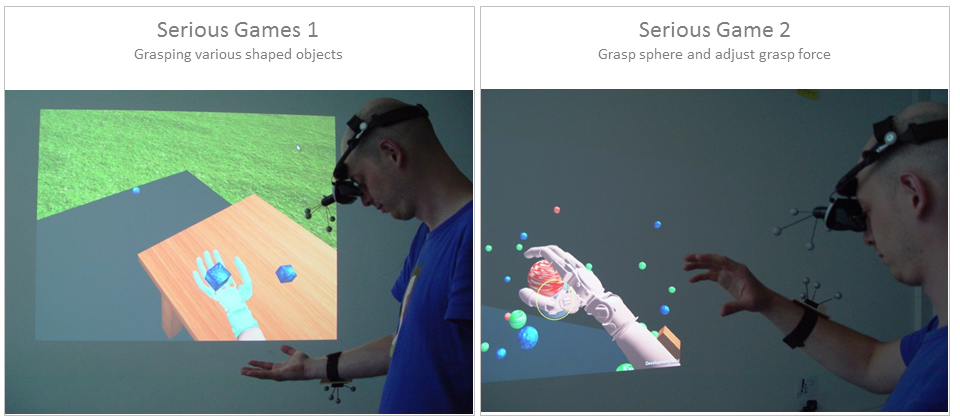 Serious Games 1
Grasping various shaped objects
Serious Game 2
Grasp sphere and adjust grasp force